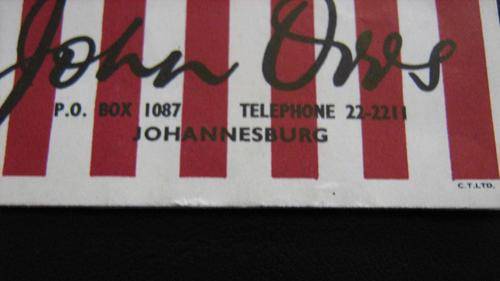 John Orrs
P.O. BOX 1087 TELEPHONE 22-2211
JOHANNESBURG
C.T.LTD.